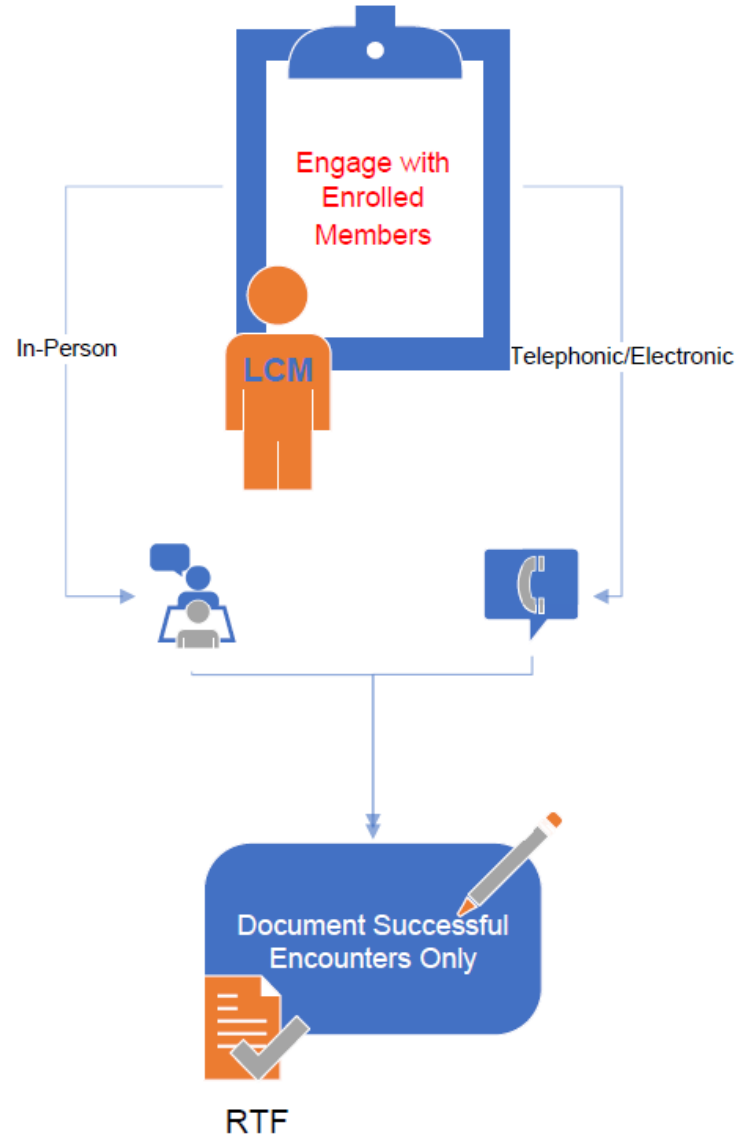 Engage with
Enrolled
Members
In-Person
LCM
Telephonic/Electronic
Document Successful
Encounters Only
RTF